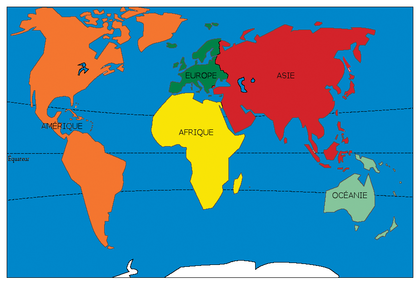 EUROPE
ASIE
AMÉRIQUE
AFRIQUE
Équateur
OCÉANIE